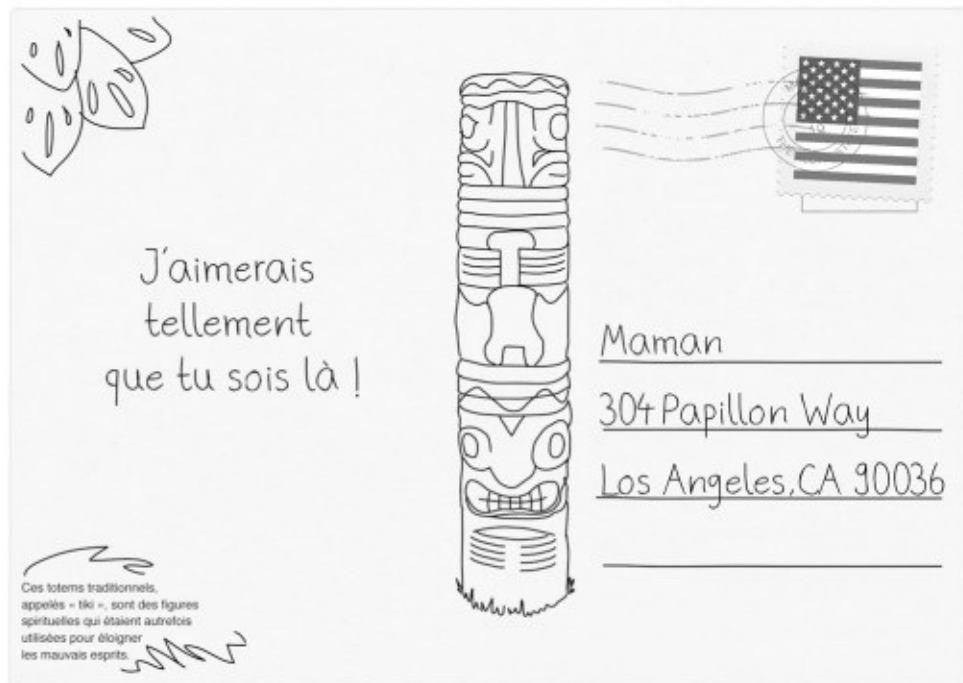 J'aimerais
tellement
que tu sois là !
Maman
304 Papillon Way
Los Angeles, CA 90036
Ces totems traditionnels,
appelés « tiki », sont des figures
spirituelles qui étaient autrefois
utilisées pour éloigner
les mauvais esprits.